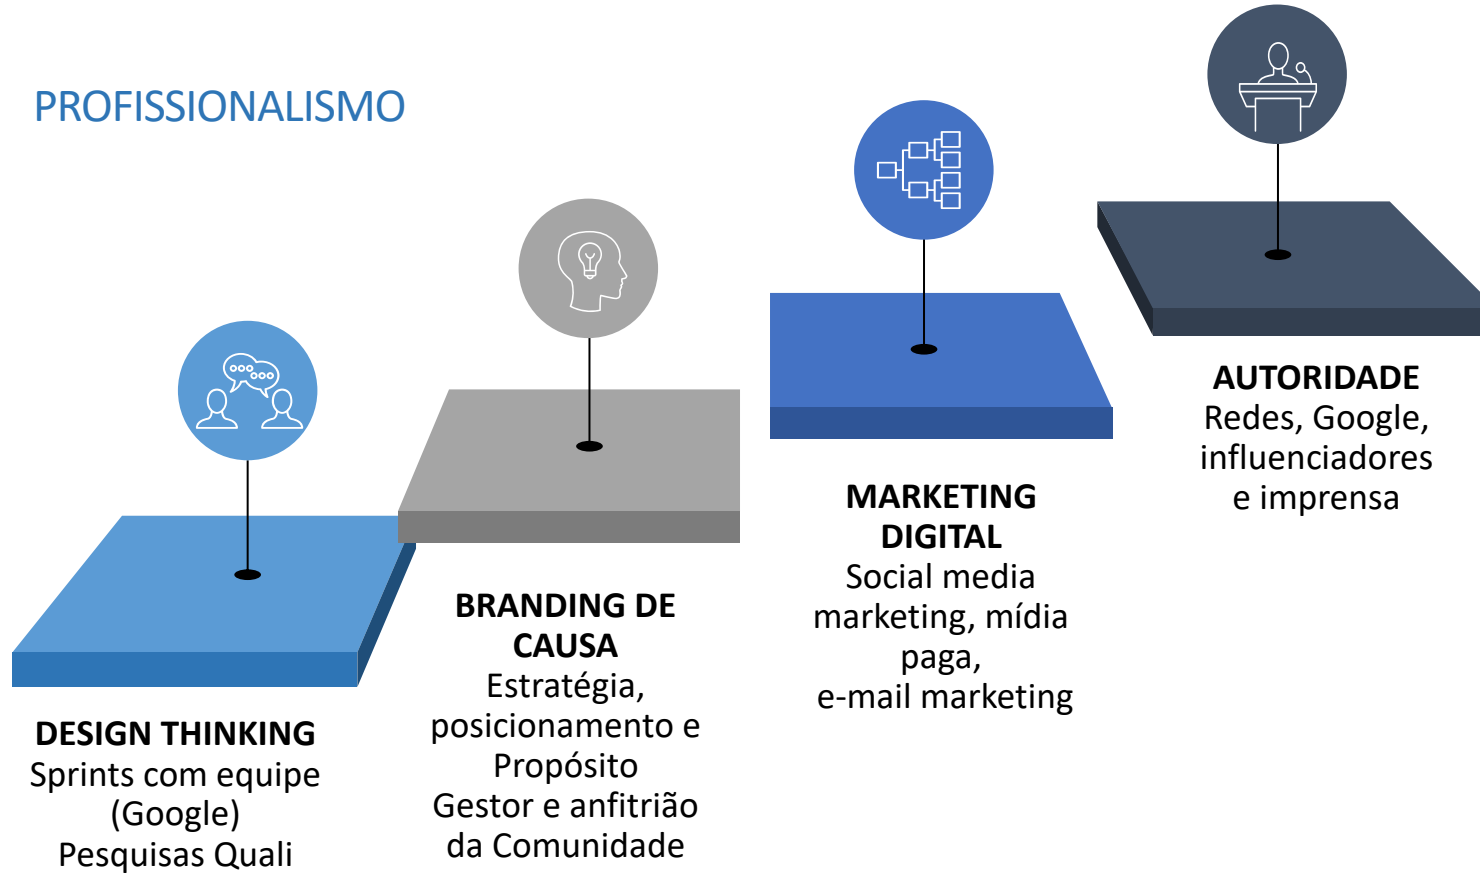 PROFISSIONALISMO
DESIGN THINKING
Sprints com equipe
(Google)
Pesquisas Quali
BRANDING DE
CAUSA
Estratégia,
posicionamento e
Propósito
Gestor e anfitrião
da Comunidade
MARKETING
DIGITAL
Social media
marketing, mídia
paga,
e-mail marketing
AUTORIDADE
Redes, Google,
influenciadores
e imprensa